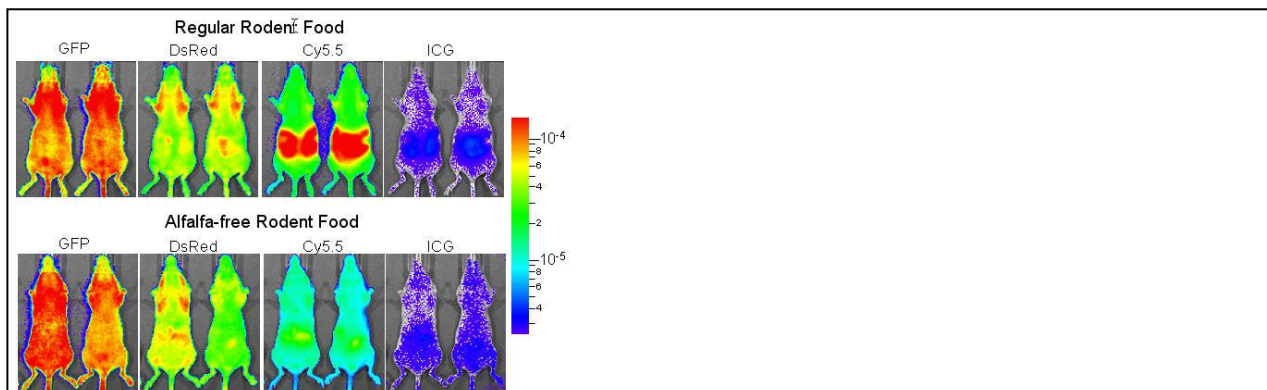 Regular Rodent Food
GFP DsRed Cy5.5 ICG
10⁻⁴
8
6
4
2
10⁻⁵
8
6
4
Alfalfa-free Rodent Food
GFP DsRed Cy5.5 ICG